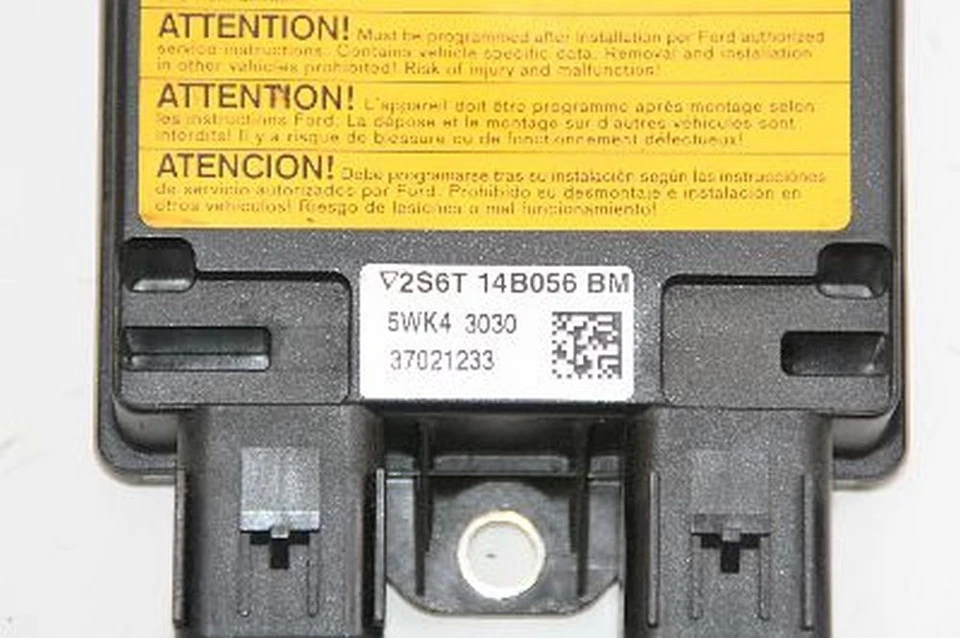 ATTENTION! Must be programmed after installation per Ford authorized
service instructions. Contains vehicle specific data. Removal and installation
in other vehicles prohibited! Risk of injury and malfunction!
ATTENTION! L'appareil doit être programme après montage selon
les instructions Ford. La dépose et le montage sur d'autres vehicules sont
interdits! Il y a risque de blessure ou de fonctionnement défectueux!
ATENCION! Debe programarse tras su instalación según las instrucciones
de servicio autorizados por Ford. Prohibido su desmontaje e instalación en
otros vehiculos! Riesgo de lesiones o mal funcionamiento!
▽2S6T 14B056 BM
5WK4 3030
37021233